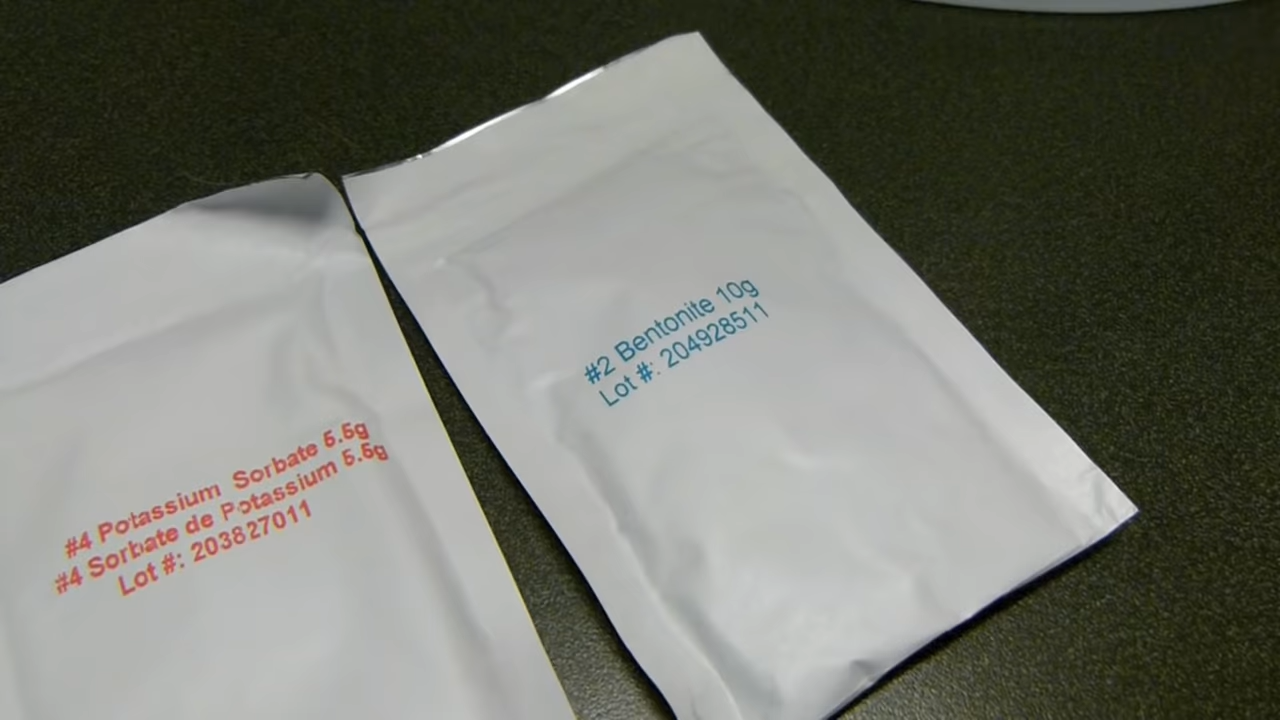 #4 Potassium Sorbate 5.5g
#4 Sorbate de Potassium 5.5g
Lot #: 203827011
#2 Bentonite 10g
Lot #: 204928511